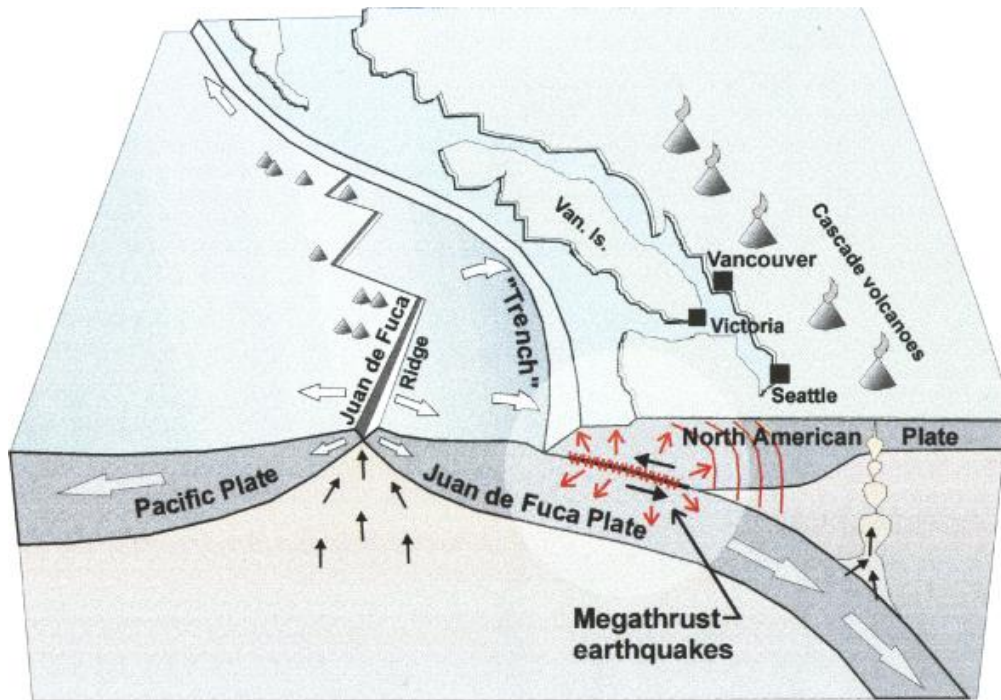 Van. Is.
Cascade volcanoes
Vancouver
"Trench"
Victoria
Juan de Fuca
Ridge
Seattle
North American Plate
Pacific Plate
Juan de Fuca Plate
Megathrust
earthquakes